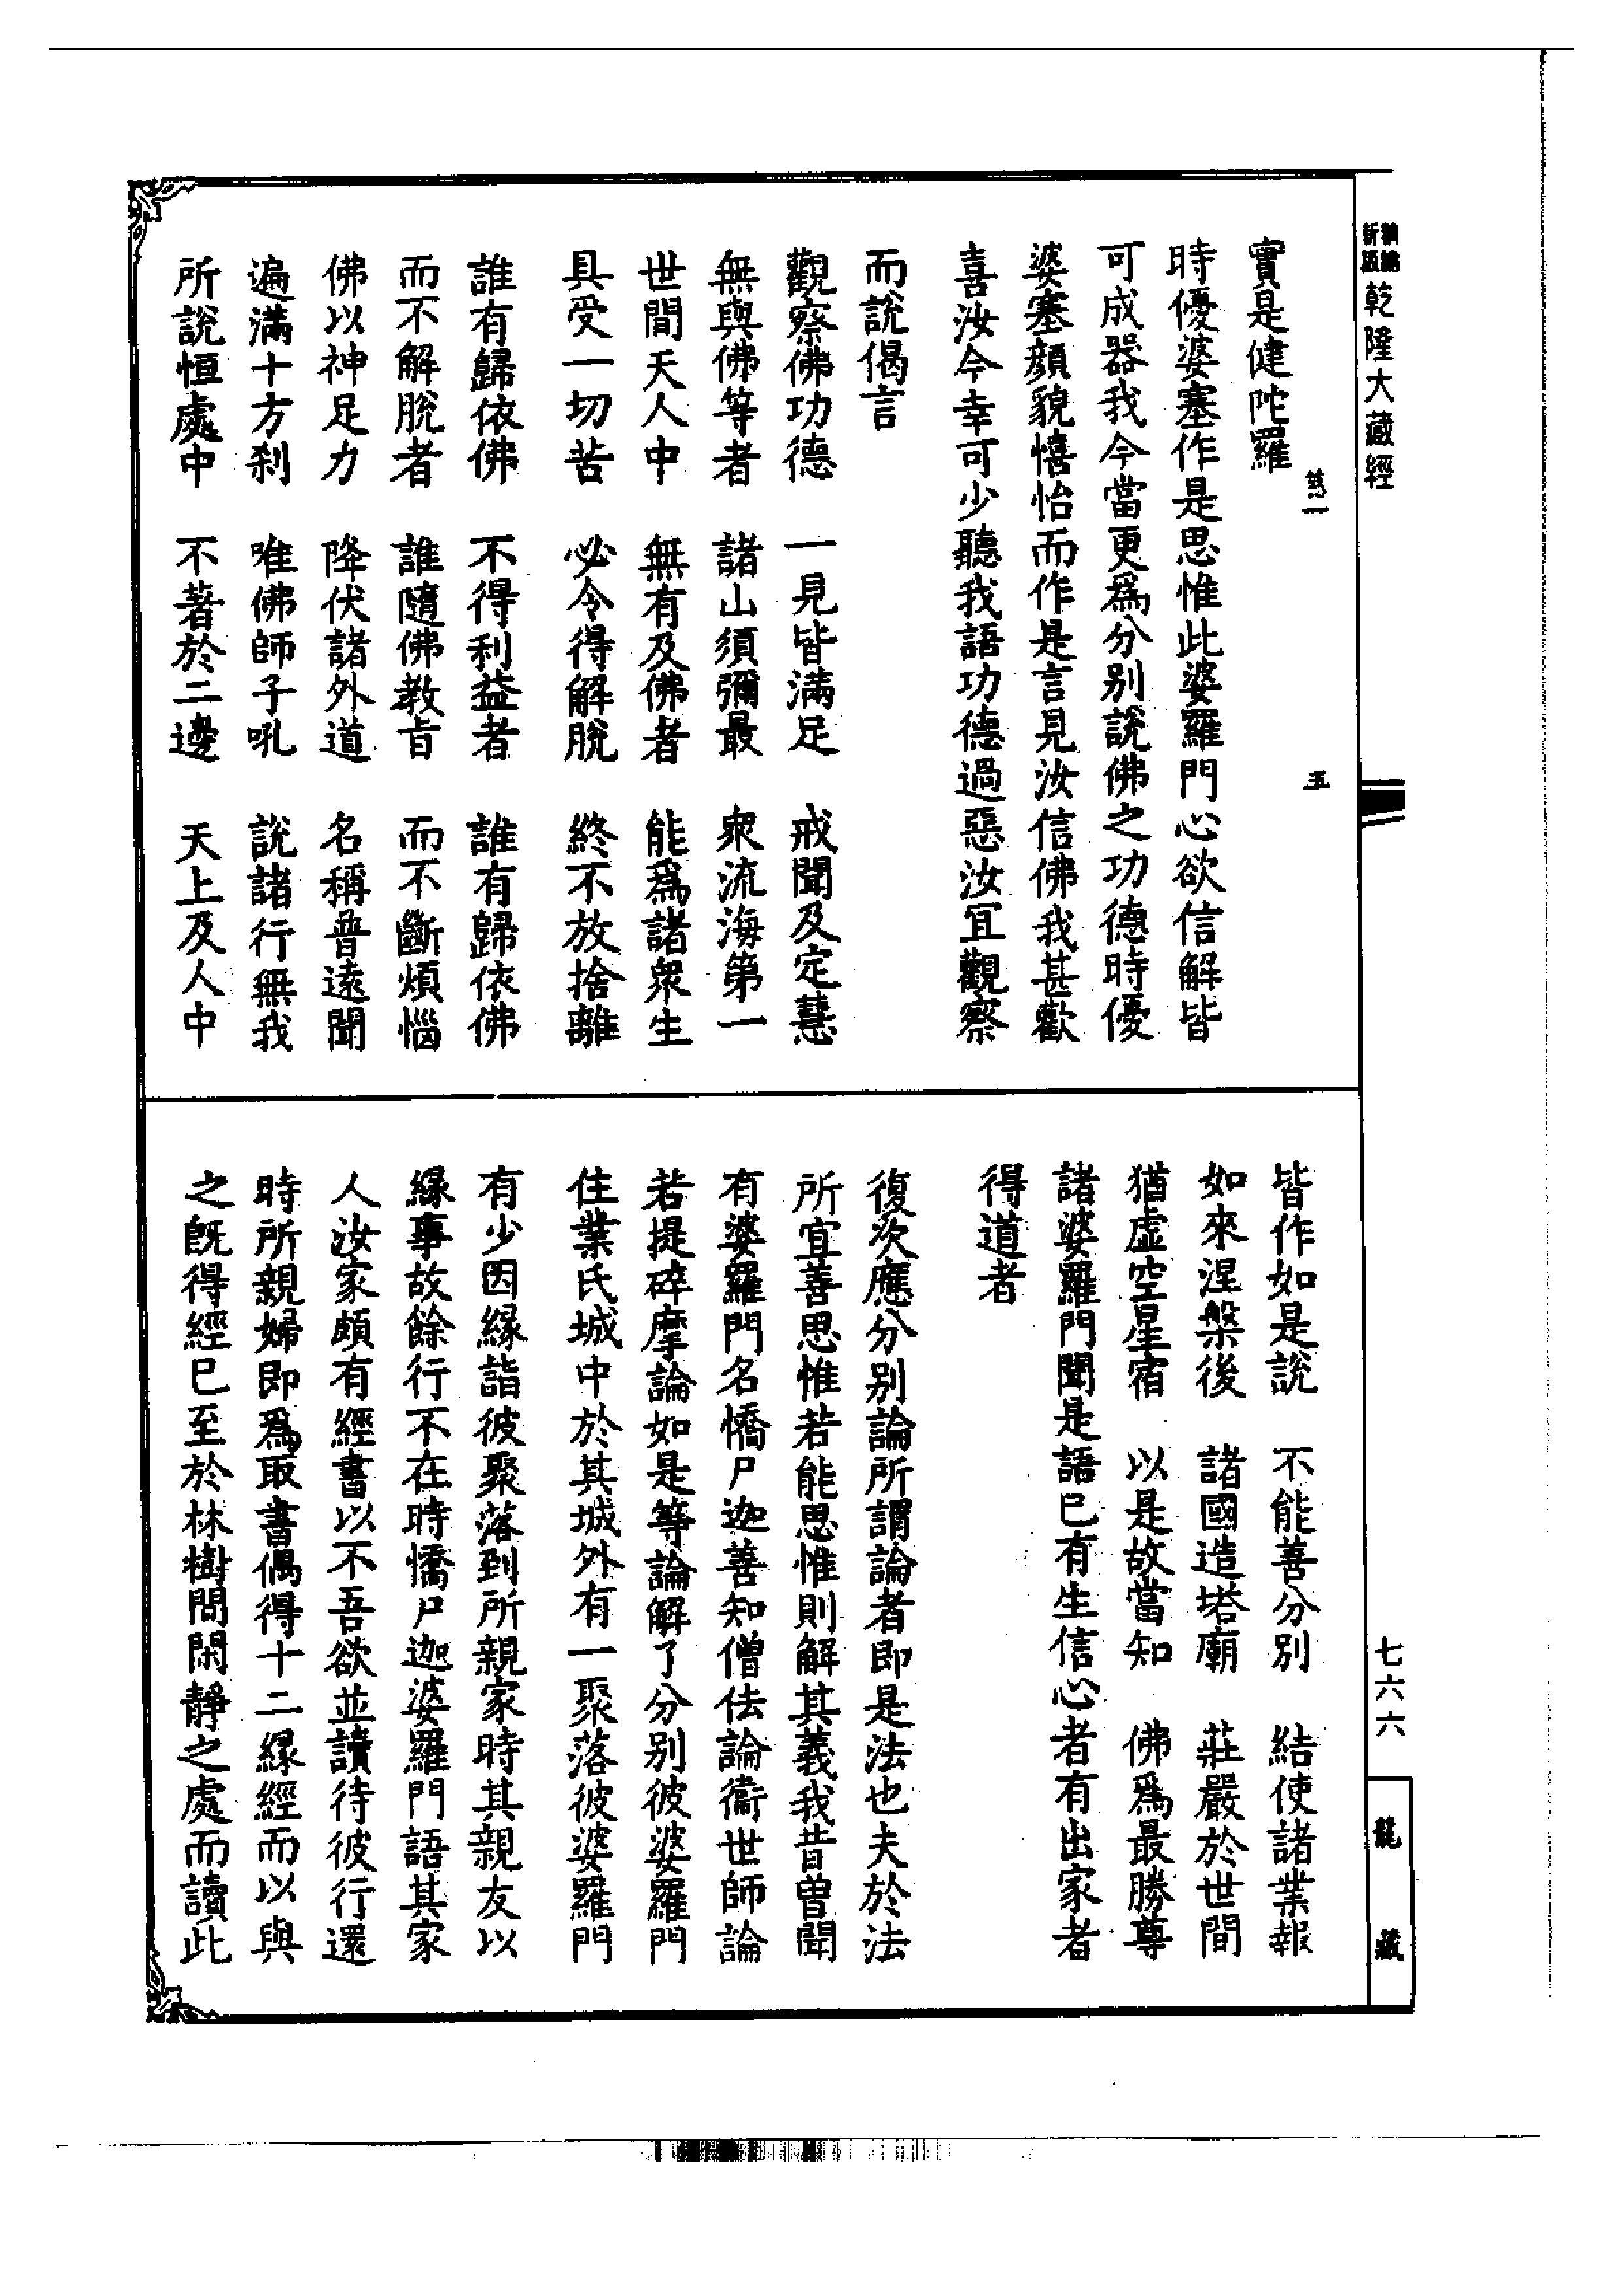 乾隆大藏經
實是健陀羅
五
時優婆塞作是思惟此婆羅門心欲信解皆
可成器我今當更爲分别說佛之功德時優
婆塞顔貌憘怡而作是言見汝信佛我甚歡
喜汝今幸可少聽我語功德過惡汝宜觀察
而說偈言
觀察佛功德　一見皆滿足　戒聞及定慧
無與佛等者　諸山須彌最　衆流海第一
世間天人中　無有及佛者　能爲諸衆生
具受一切苦　必令得解脫　終不放捨離
誰有歸依佛　不得利益者　誰有歸依佛
而不解脫者　誰隨佛教旨　而不斷煩惱
佛以神足力　降伏諸外道　名稱普遠聞
遍滿十方刹　唯佛師子吼　說諸行無我
所說恒處中　不著於二邊　天上及人中
皆作如是說　不能善分别　結使諸業報
如來涅槃後　諸國造塔廟　莊嚴於世間
猶虛空星宿　以是故當知　佛爲最勝尊
諸婆羅門聞是語已有生信心者有出家者
得道者
復次應分别論所謂論者即是法也夫於法
所宜善思惟若能思惟則解其義我昔曾聞
有婆羅門名憍尸迦善知僧佉論衞世師論
若提碎摩論如是等論解了分别彼婆羅門
住華氏城中於其城外有一聚落彼婆羅門
有少因緣詣彼聚落到所親家時其親友以
緣事故餘行不在時憍尸迦婆羅門語其家
人汝家頗有經書以不吾欲並讀待彼行還
時所親婦即爲取書偶得十二緣經而以與
之旣得經已至於林樹間閑靜之處而讀此
七六六
龍藏